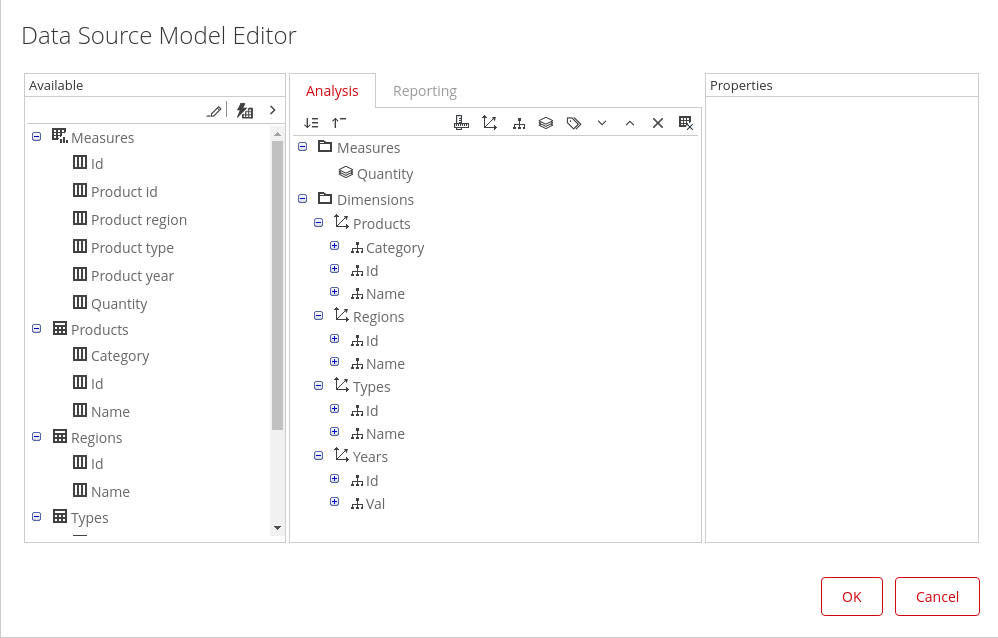 Data Source Model Editor
Available
Measures
Id
Product id
Product region
Product type
Product year
Quantity
Products
Category
Id
Name
Regions
Id
Name
Types
Analysis
Reporting
Measures
Quantity
Dimensions
Products
Category
Id
Name
Regions
Id
Name
Types
Id
Name
Years
Id
Val
Properties
OK
Cancel